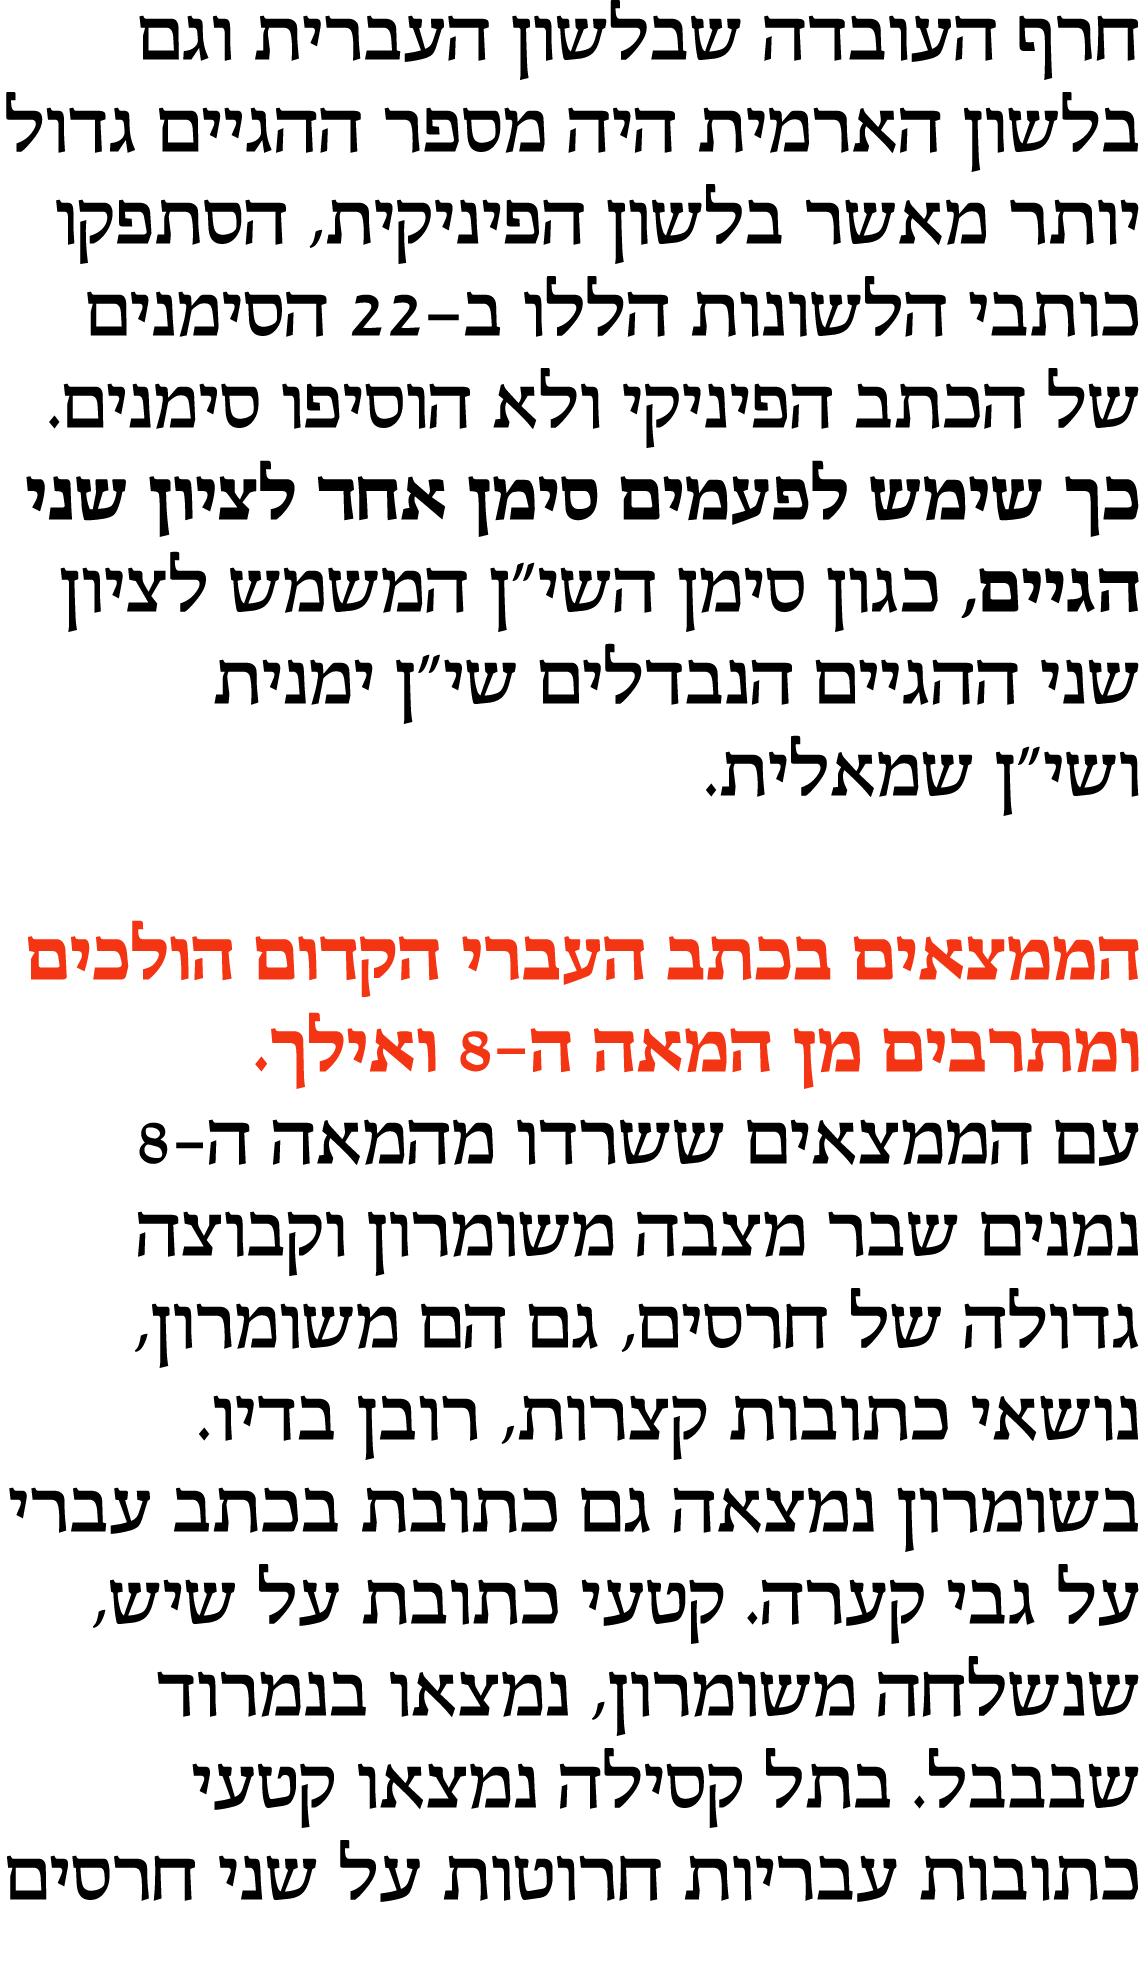 חרף העובדה שבלשון העברית וגם
בלשון הארמית היה מספר ההגיים גדול
יותר מאשר בלשון הפיניקית, הסתפקו
כותבי הלשונות הללו ב–22 הסימנים
של הכתב הפיניקי ולא הוסיפו סימנים.
כך שימש לפעמים סימן אחד לציון שני
הגיים, כגון סימן השי״ן המשמש לציון
שני ההגיים הנבדלים שי״ן ימנית
ושי״ן שמאלית.
הממצאים בכתב העברי הקדום הולכים
ומתרבים מן המאה ה–8 ואילך.
עם הממצאים ששרדו מהמאה ה–8
נמנים שבר מצבה משומרון וקבוצה
גדולה של חרסים, גם הם משומרון,
נושאי כתובות קצרות, רובן בדיו.
בשומרון נמצאה גם כתובת בכתב עברי
על גבי קערה. קטעי כתובת על שיש,
שנשלחה משומרון, נמצאו בנמרוד
שבבבל. בתל קסילה נמצאו קטעי
כתובות עבריות חרוטות על שני חרסים